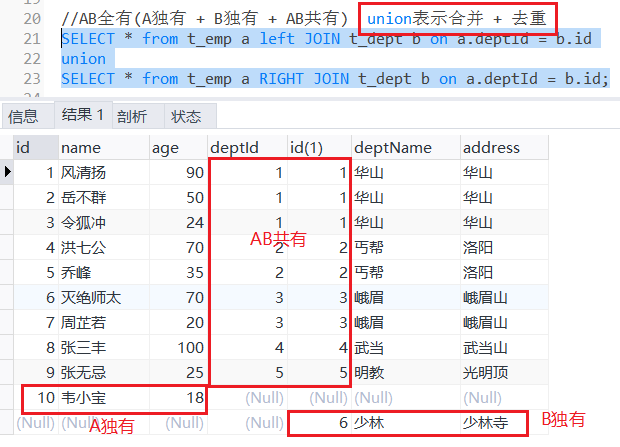 19
20 //AB全有(A独有 + B独有 + AB共有) union表示合并 + 去重
21 SELECT * from t_emp a left JOIN t_dept b on a.deptId = b.id
22 union
23 SELECT * from t_emp a RIGHT JOIN t_dept b on a.deptId = b.id;
24
信息 结果 1 剖析 状态
id name age deptId id(1) deptName address
1 风清扬 90 1 1 华山 华山
2 岳不群 50 1 1 华山 华山
3 令狐冲 24 1 1 华山 华山
AB共有
4 洪七公 70 2 2 丐帮 洛阳
5 乔峰 35 2 2 丐帮 洛阳
6 灭绝师太 70 3 3 峨眉 峨眉山
7 周芷若 20 3 3 峨眉 峨眉山
8 张三丰 100 4 4 武当 武当山
9 张无忌 25 5 5 明教 光明顶
10 韦小宝 18 (Null) (Null) (Null) (Null)
A独有
(Null) (Null) (Null) (Null) 6 少林 少林寺
B独有